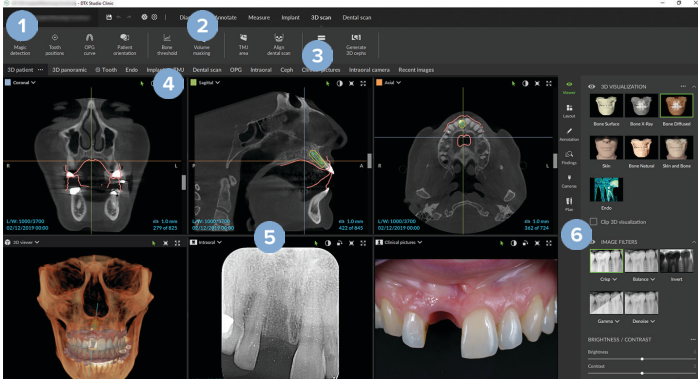 - DTX Studio Clinic
1
2
Annotate Measure Implant 3D scan Dental scan
Magic detection
Tooth positions
OPG curve
Patient orientation
Bone threshold
Volume masking
TMJ area
Align dental scan
Generate 3D cephs
3
3D patient ••• 3D panoramic Tooth Endo TMJ Dental scan OPG Intraoral Ceph Clinical pictures Intraoral camera Recent images
4
Coronal
R
L
L/W: 1000/3700
02/12/2019 00:00
1.0 mm
279 of 825
Sagittal
P
A
L/W: 1000/3700
02/12/2019 00:00
1.0 mm
422 of 845
Axial
R
L
L/W: 1000/3700
02/12/2019 00:00
1.0 mm
362 of 724
3D viewer
Intraoral
5
Clinical pictures
Viewer
Layout
Annotation
Findings
Cameras
Plan
6
3D VISUALIZATION •••
Bone Surface Bone X-Ray Bone Diffused
Skin Bone Natural Skin and Bone
Endo
Clip 3D visualization
IMAGE FILTERS
Crisp Balance Invert
Gamma Denoise
BRIGHTNESS / CONTRAST •••
Brightness
Contrast